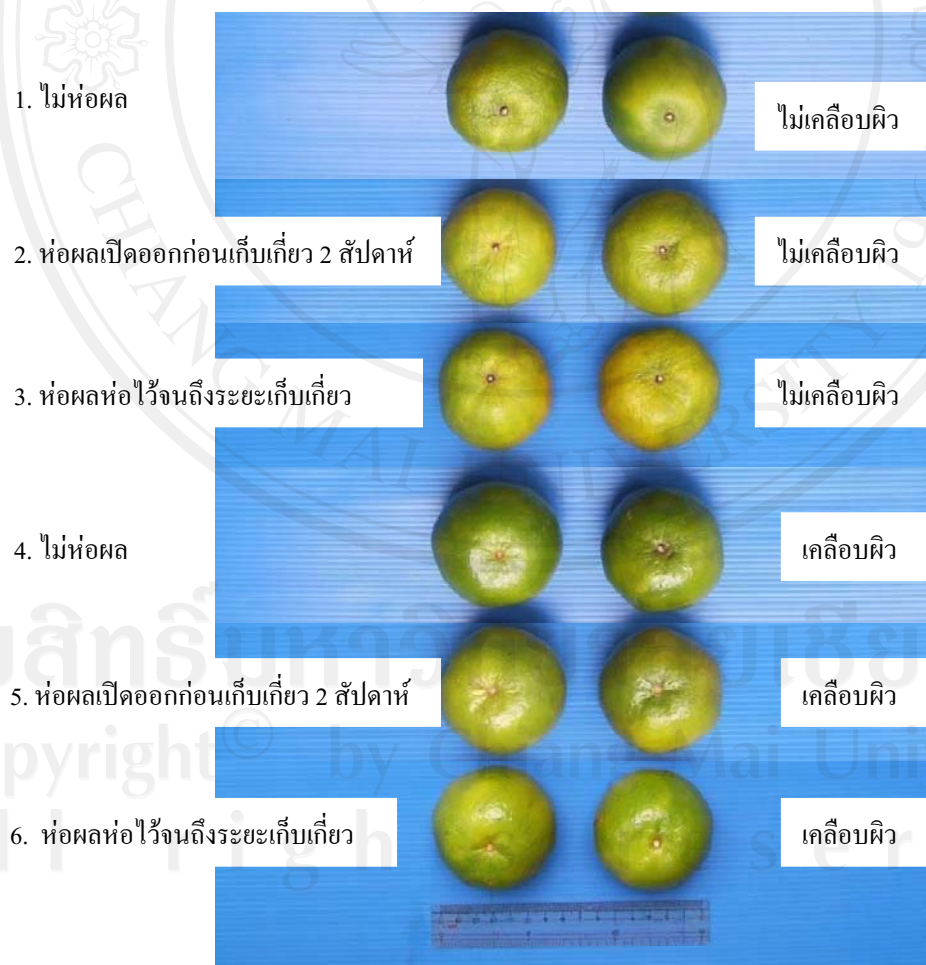 1. ไม่ห่อผล
ไม่เคลือบผิว
2. ห่อผลเปิดออกก่อนเก็บเกี่ยว 2 สัปดาห์
ไม่เคลือบผิว
3. ห่อผลห่อไว้จนถึงระยะเก็บเกี่ยว
ไม่เคลือบผิว
4. ไม่ห่อผล
เคลือบผิว
5. ห่อผลเปิดออกก่อนเก็บเกี่ยว 2 สัปดาห์
เคลือบผิว
6. ห่อผลห่อไว้จนถึงระยะเก็บเกี่ยว
เคลือบผิว
CHIANG MAI UNIVERSITY